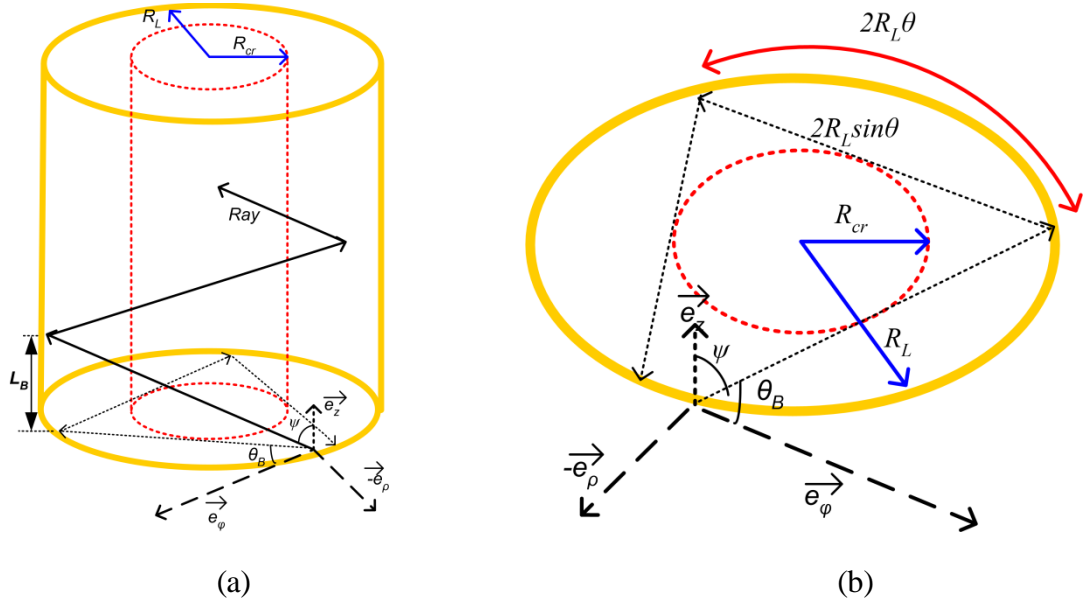 R_L
R_cr
Ray
L_B
e_z
ψ
θ_B
-e_ρ
e_φ
(a)
2R_Lθ
2R_Lsinθ
R_cr
R_L
e_z
ψ
θ_B
-e_ρ
e_φ
(b)